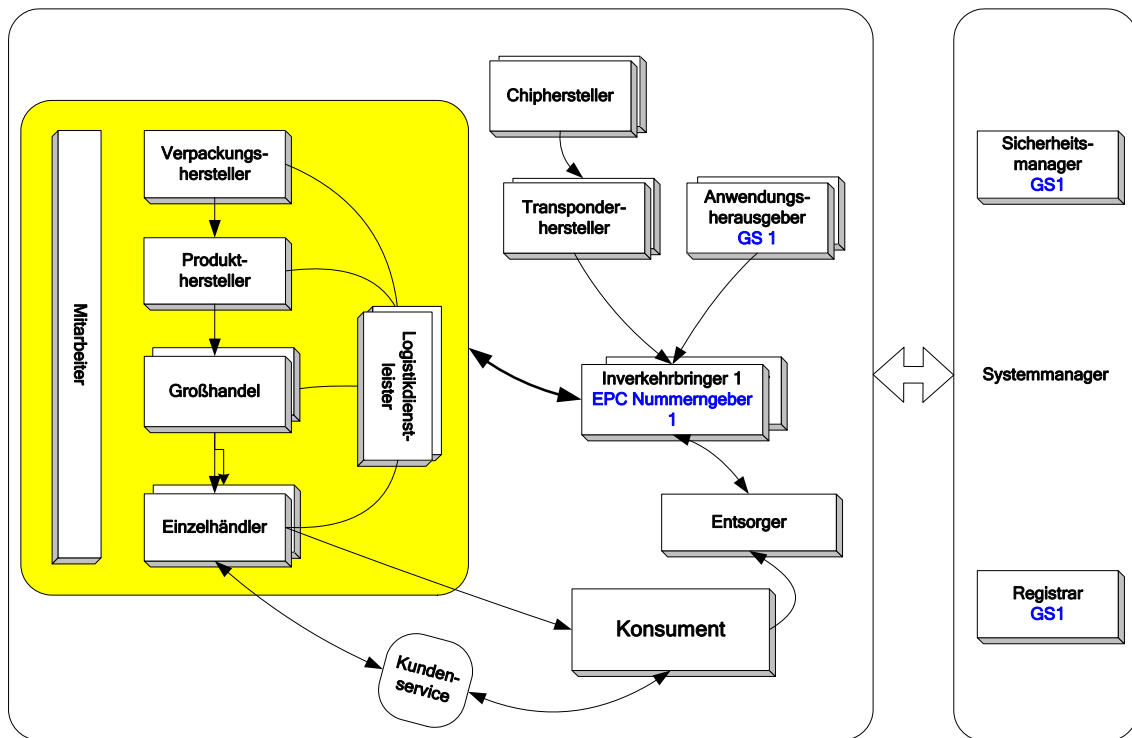 Chiphersteller
Verpackungs-
hersteller
Sicherheits-
manager
GS1
Transponder-
hersteller
Anwendungs-
herausgeber
GS 1
Produkt-
hersteller
Mitarbeiter
Logistikdienst-
leister
Großhandel
Inverkehrbringer 1
EPC Nummerngeber
1
Systemmanager
Einzelhändler
Entsorger
Konsument
Registrar
GS1
Kunden-
service